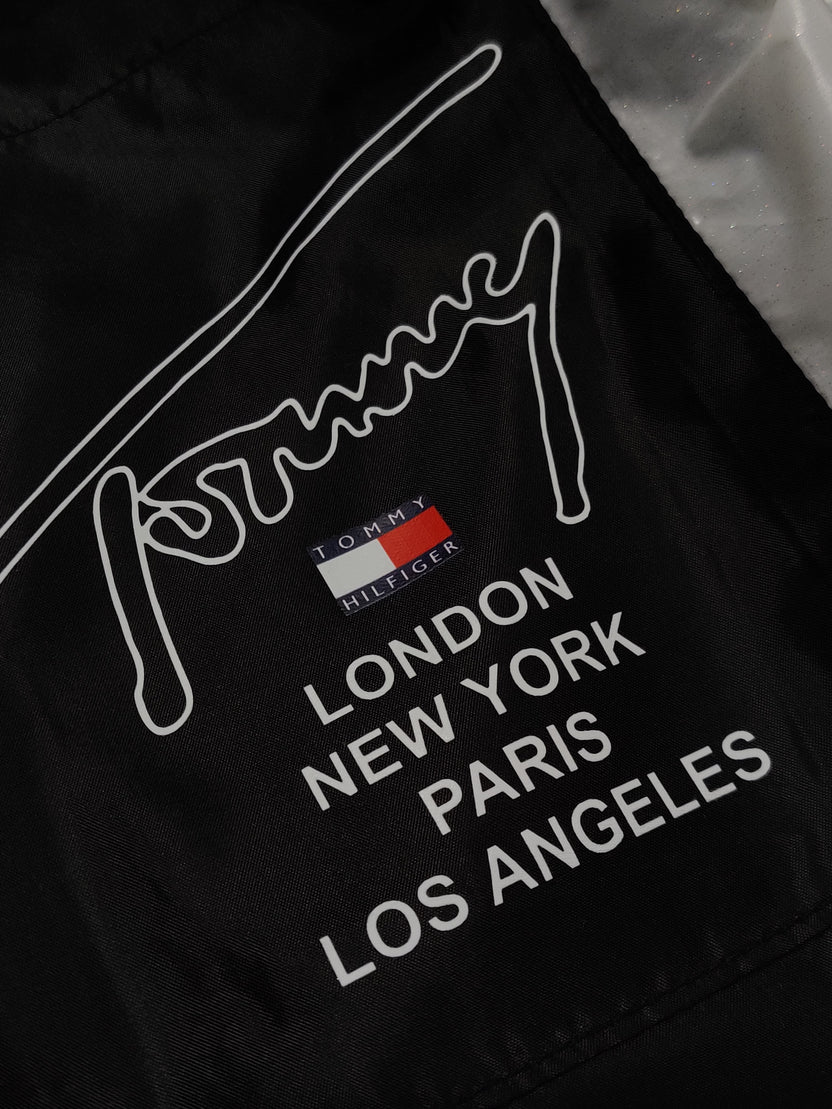 Tommy
TOMMY
HILFIGER
LONDON
NEW YORK
PARIS
LOS ANGELES